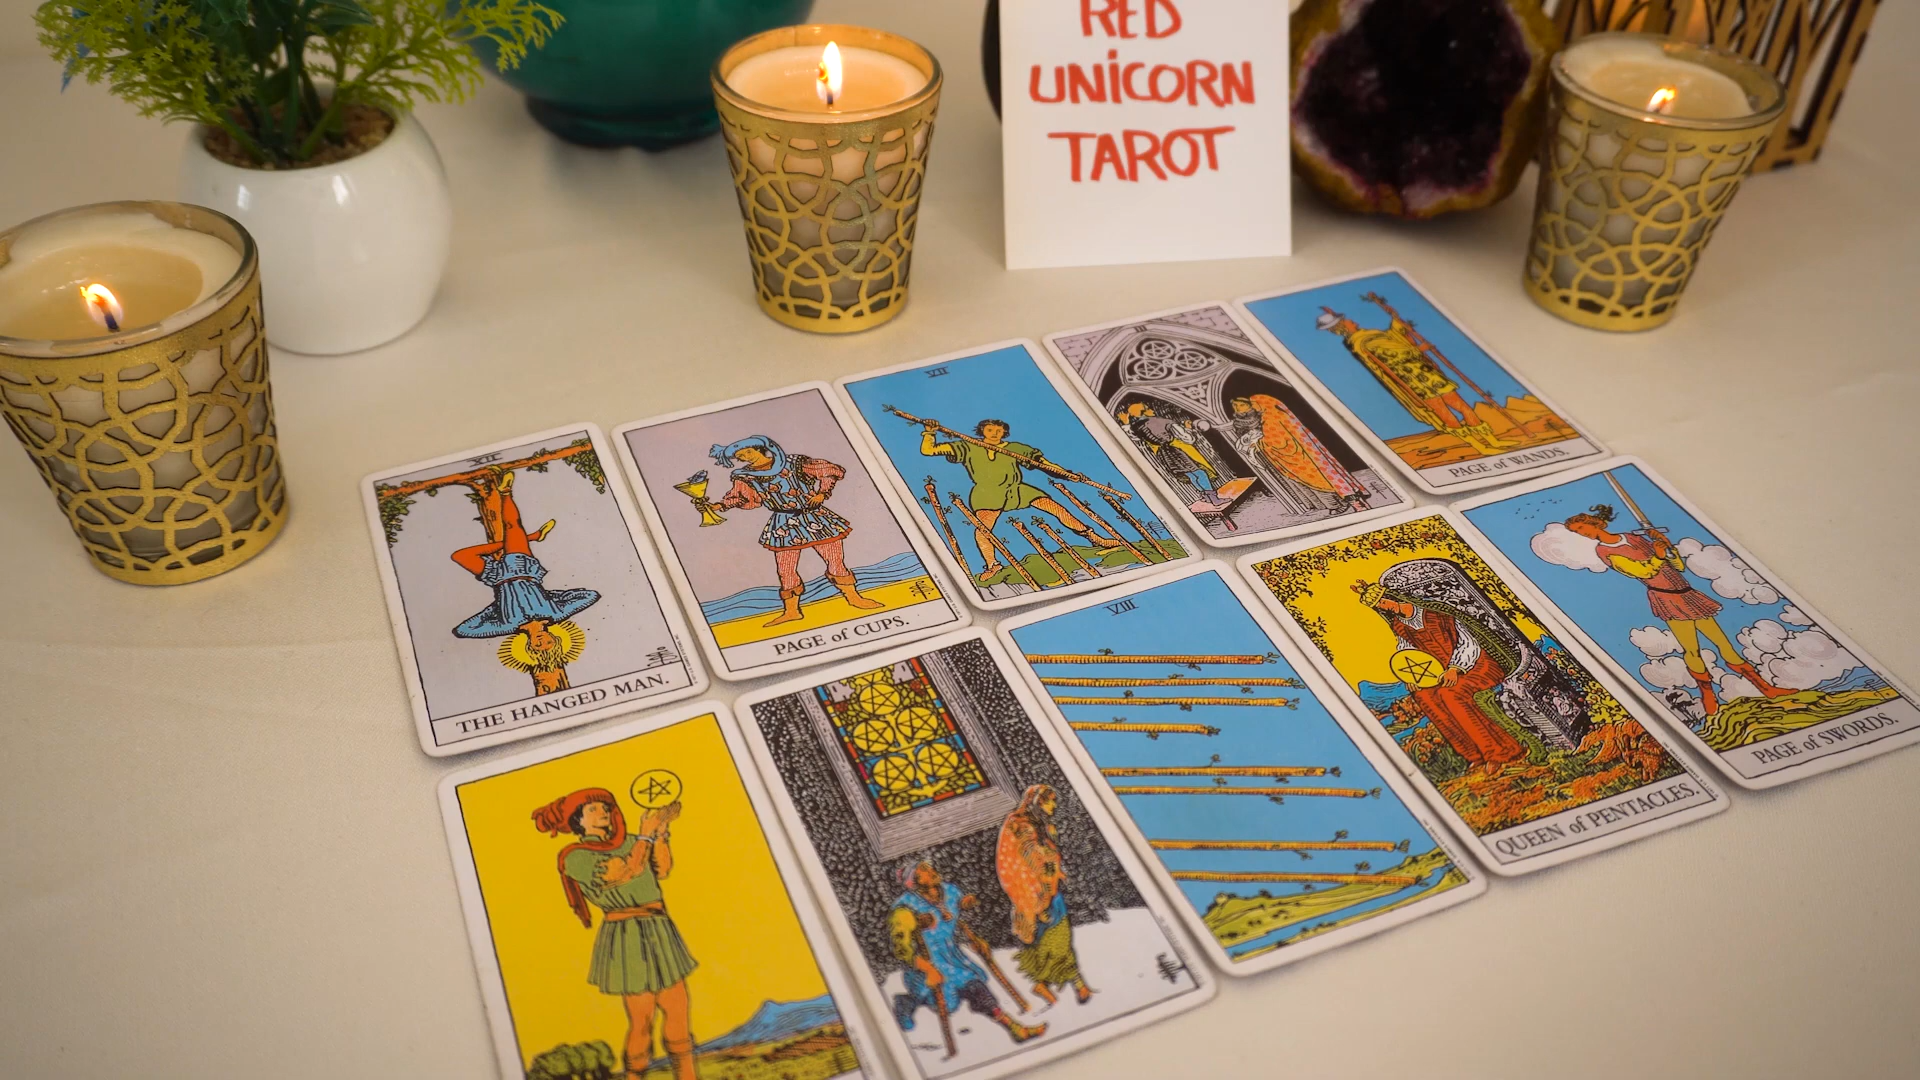 RED
UNICORN
TAROT
XII
THE HANGED MAN.
PAGE of CUPS.
VII
III
PAGE of WANDS.
VIII
QUEEN of PENTACLES.
PAGE of SWORDS.